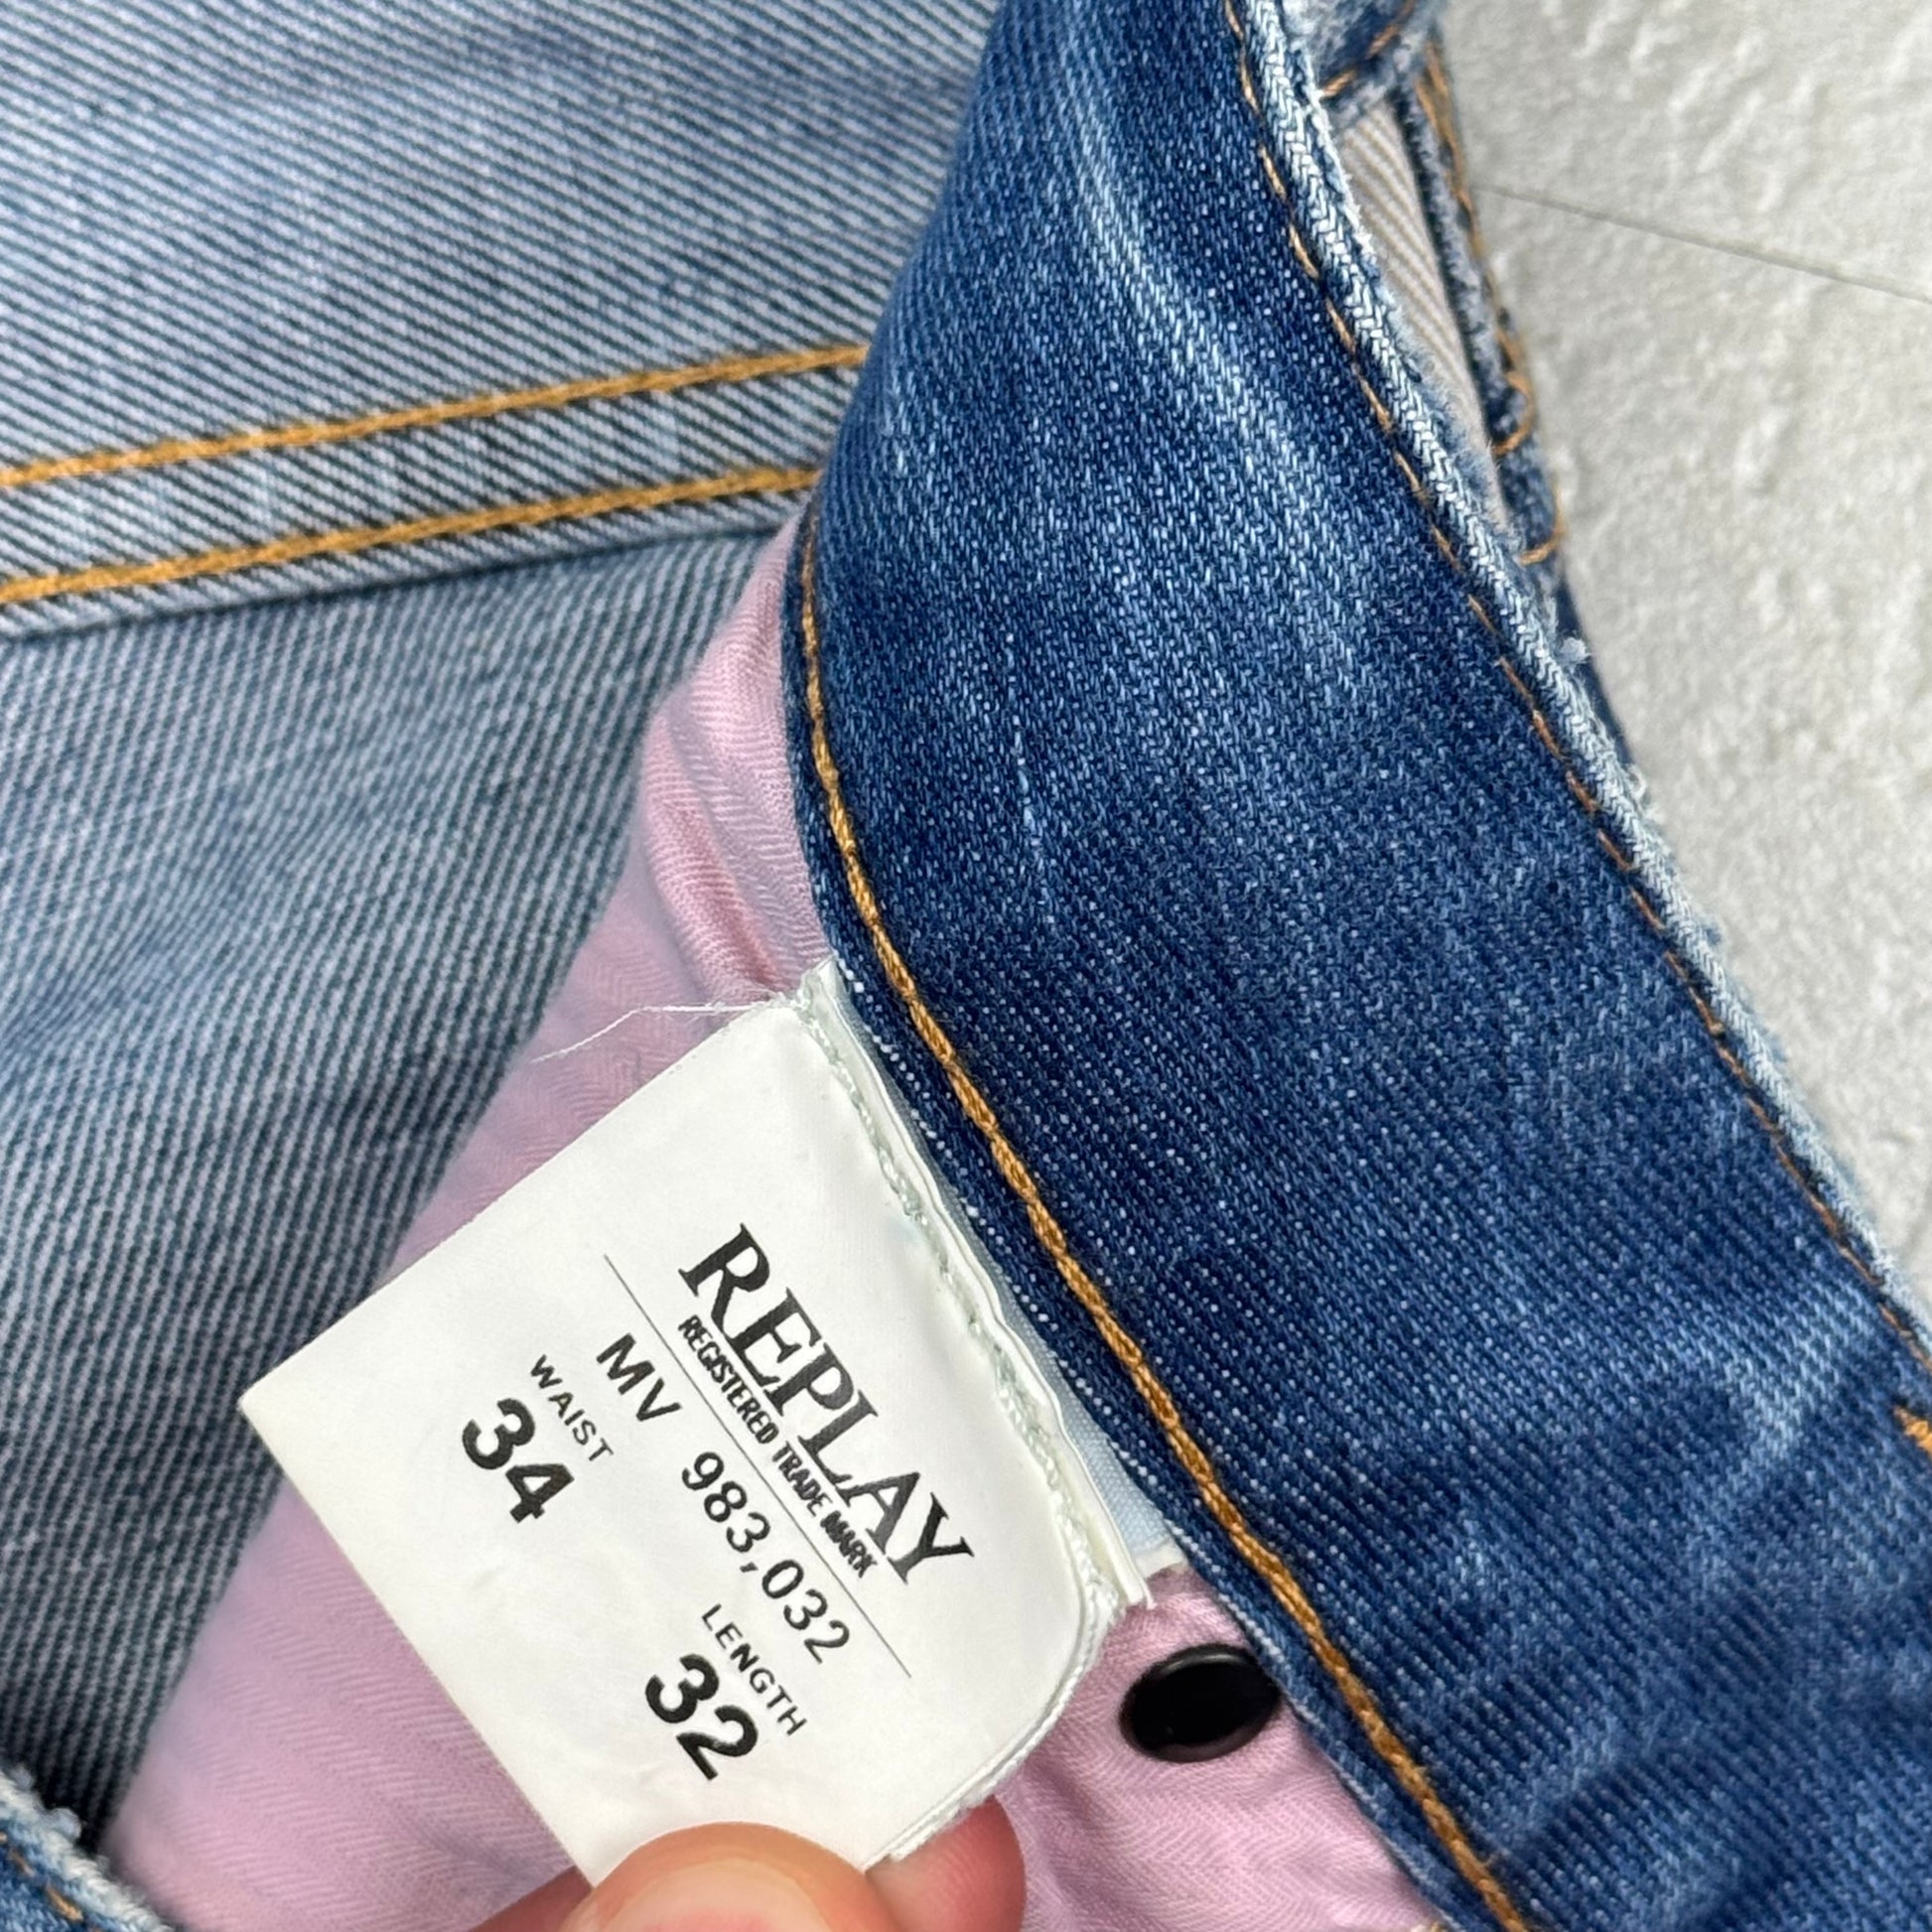 REPLAY
REGISTERED TRADE MARK
MV 983,032
WAIST LENGTH
34 32